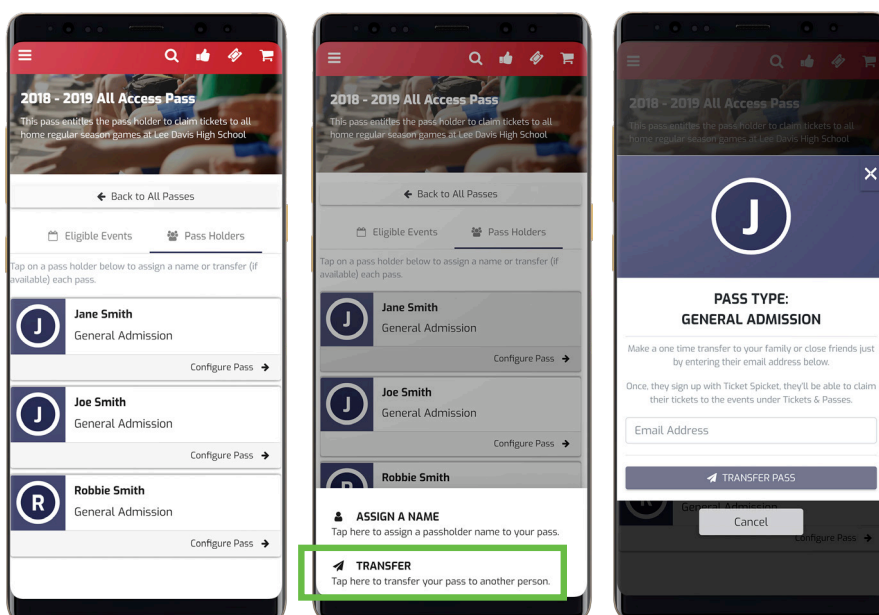 2018 - 2019 All Access Pass
This pass entitles the pass holder to claim tickets to all
home regular season games at Lee Davis High School
Back to All Passes
Eligible Events
Pass Holders
Tap on a pass holder below to assign a name or transfer (if
available) each pass.
J
Jane Smith
General Admission
Configure Pass
J
Joe Smith
General Admission
Configure Pass
R
Robbie Smith
General Admission
Configure Pass
2018 - 2019 All Access Pass
This pass entitles the pass holder to claim tickets to all
home regular season games at Lee Davis High School
Back to All Passes
Eligible Events
Pass Holders
Tap on a pass holder below to assign a name or transfer (if
available) each pass.
J
Jane Smith
General Admission
Configure Pass
J
Joe Smith
General Admission
Configure Pass
R
Robbie Smith
ASSIGN A NAME
Tap here to assign a passholder name to your pass.
TRANSFER
Tap here to transfer your pass to another person.
2018 - 2019 All Access Pass
This pass entitles the pass holder to claim tickets to all
home regular season games at Lee Davis High School
J
PASS TYPE:
GENERAL ADMISSION
Make a one time transfer to your family or close friends just
by entering their email address below.
Once, they sign up with Ticket Spicket, they'll be able to claim
their tickets to the events under Tickets & Passes.
Email Address
TRANSFER PASS
General Admission
Cancel
Configure Pass